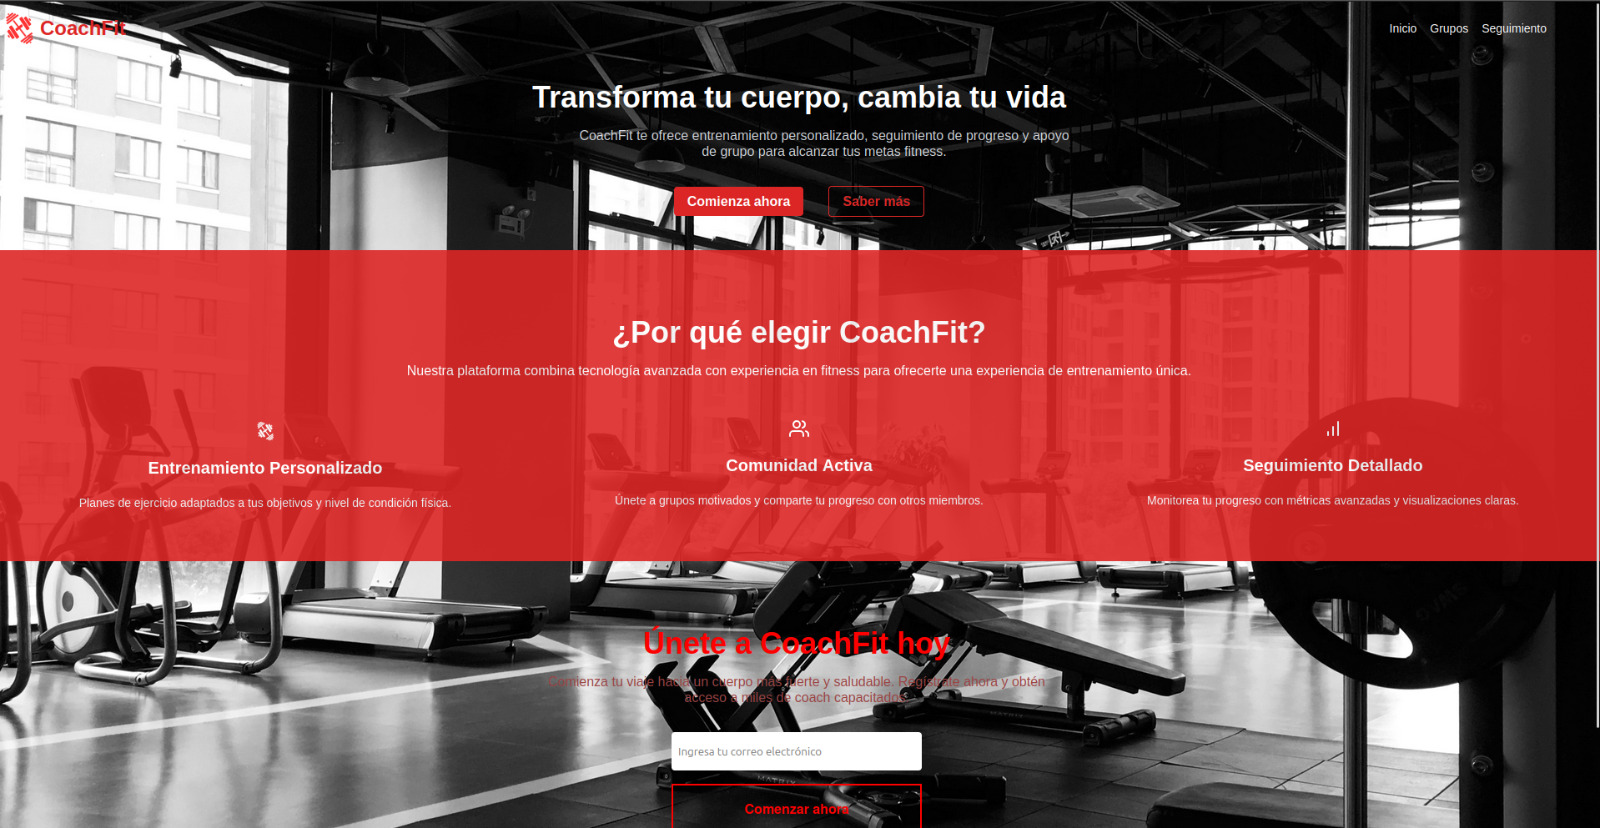 CoachFit
Inicio Grupos Seguimiento
Transforma tu cuerpo, cambia tu vida
CoachFit te ofrece entrenamiento personalizado, seguimiento de progreso y apoyo
de grupo para alcanzar tus metas fitness.
Comienza ahora
Saber más
¿Por qué elegir CoachFit?
Nuestra plataforma combina tecnología avanzada con experiencia en fitness para ofrecerte una experiencia de entrenamiento única.
Entrenamiento Personalizado
Planes de ejercicio adaptados a tus objetivos y nivel de condición física.
Comunidad Activa
Únete a grupos motivados y comparte tu progreso con otros miembros.
Seguimiento Detallado
Monitorea tu progreso con métricas avanzadas y visualizaciones claras.
Únete a CoachFit hoy
Comienza tu viaje hacia un cuerpo más fuerte y saludable. Regístrate ahora y obtén
acceso a miles de coach capacitados.
Ingresa tu correo electrónico
MATRIX
MATRIX
Comenzar ahora